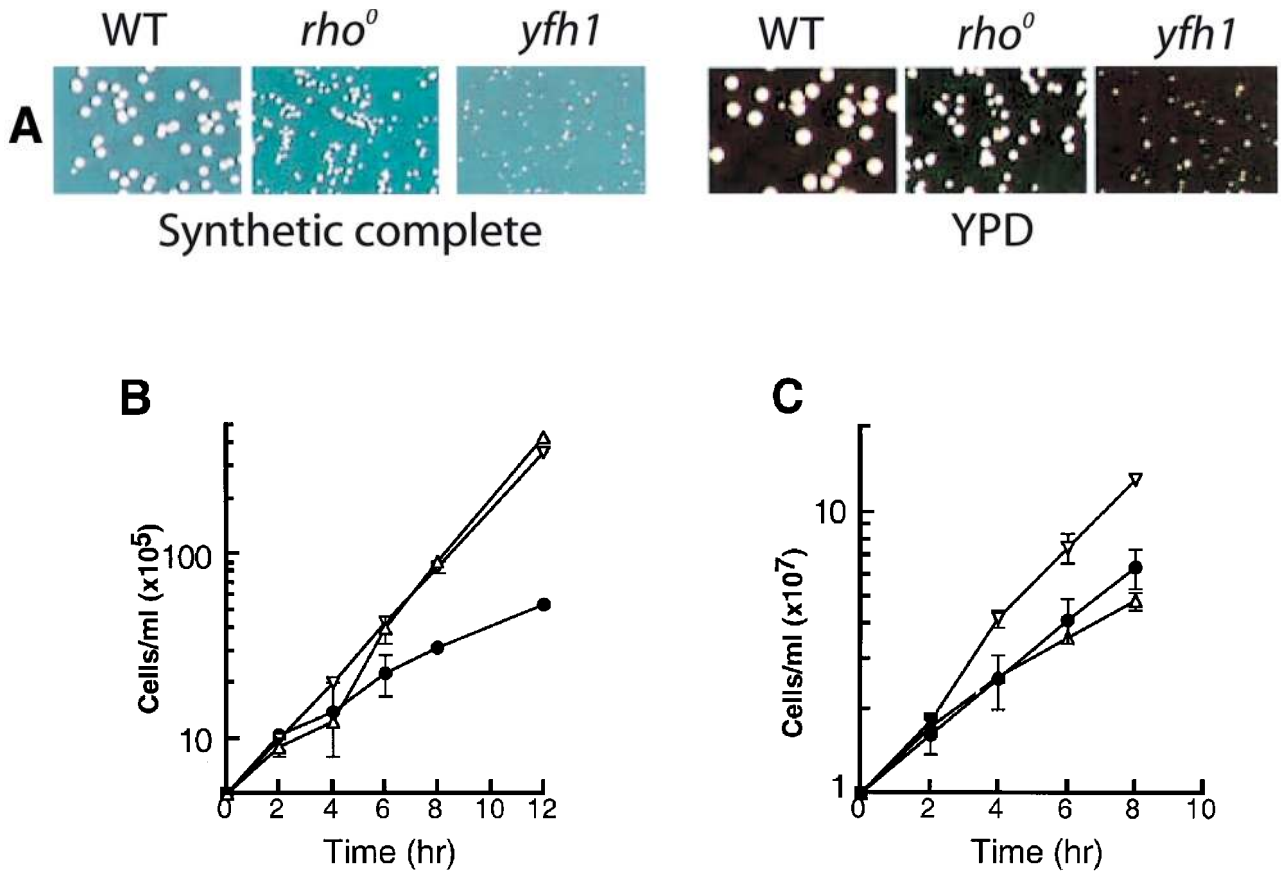 WT rho⁰ yfh1 WT rho⁰ yfh1
A
Synthetic complete YPD
B C
Cells/ml (x10⁵)
100
10
0 2 4 6 8 10 12
Time (hr)
Cells/ml (x10⁷)
10
1
0 2 4 6 8 10
Time (hr)